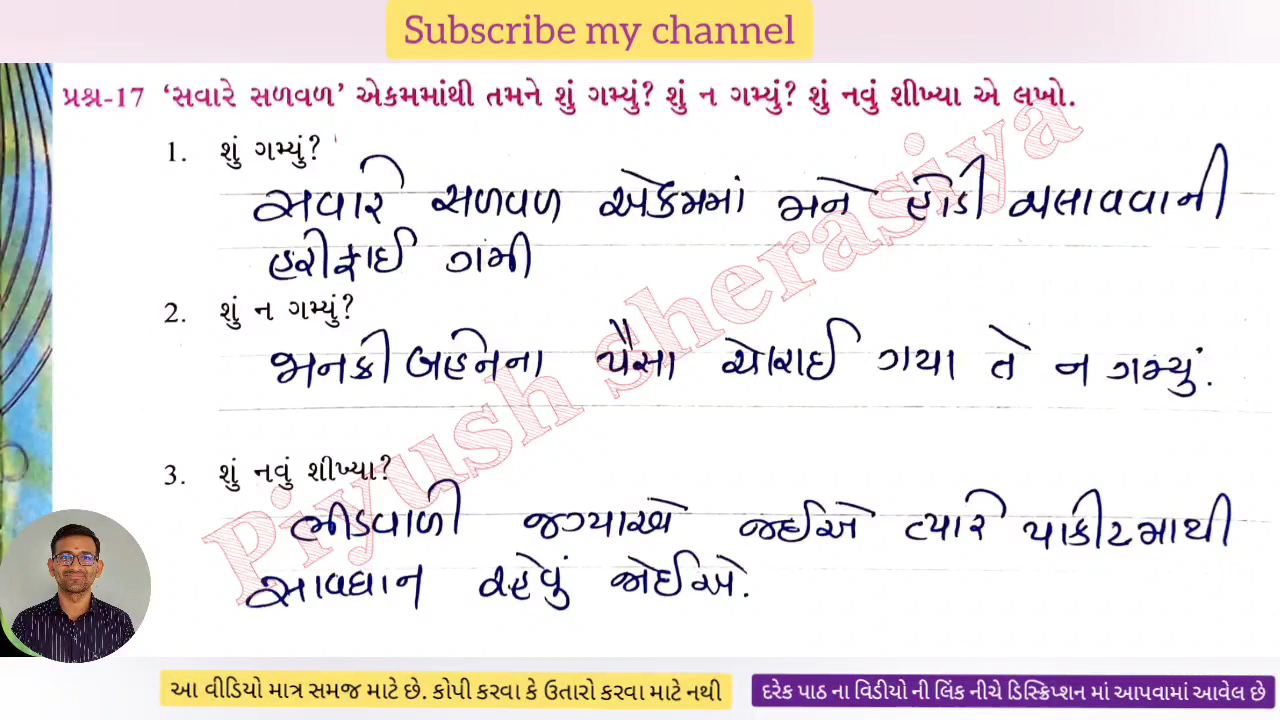 Subscribe my channel
પ્રશ્ન-17 ‘સવારે સળવળ’ એકમમાંથી તમને શું ગમ્યું? શું ન ગમ્યું? શું નવું શીખ્યા એ લખો.
1. શું ગમ્યું?
સવારે સળવળ એકમમાં મને હોડી ચલાવવાની
હરીફાઈ ગમી
2. શું ન ગમ્યું?
જાનકી બહેનના પૈસા ચોરાઈ ગયા તે ન ગમ્યું.
3. શું નવું શીખ્યા?
ભીડવાળી જગ્યાએ જઈએ ત્યારે પાકીટમાથી
સાવધાન રહેવું જોઈએ.
Piyush sherasiya
આ વીડિયો માત્ર સમજ માટે છે. કોપી કરવા કે ઉતારો કરવા માટે નથી
દરેક પાઠ ના વિડીયો ની લિંક નીચે ડિસ્ક્રિપ્શન માં આપવામાં આવેલ છે